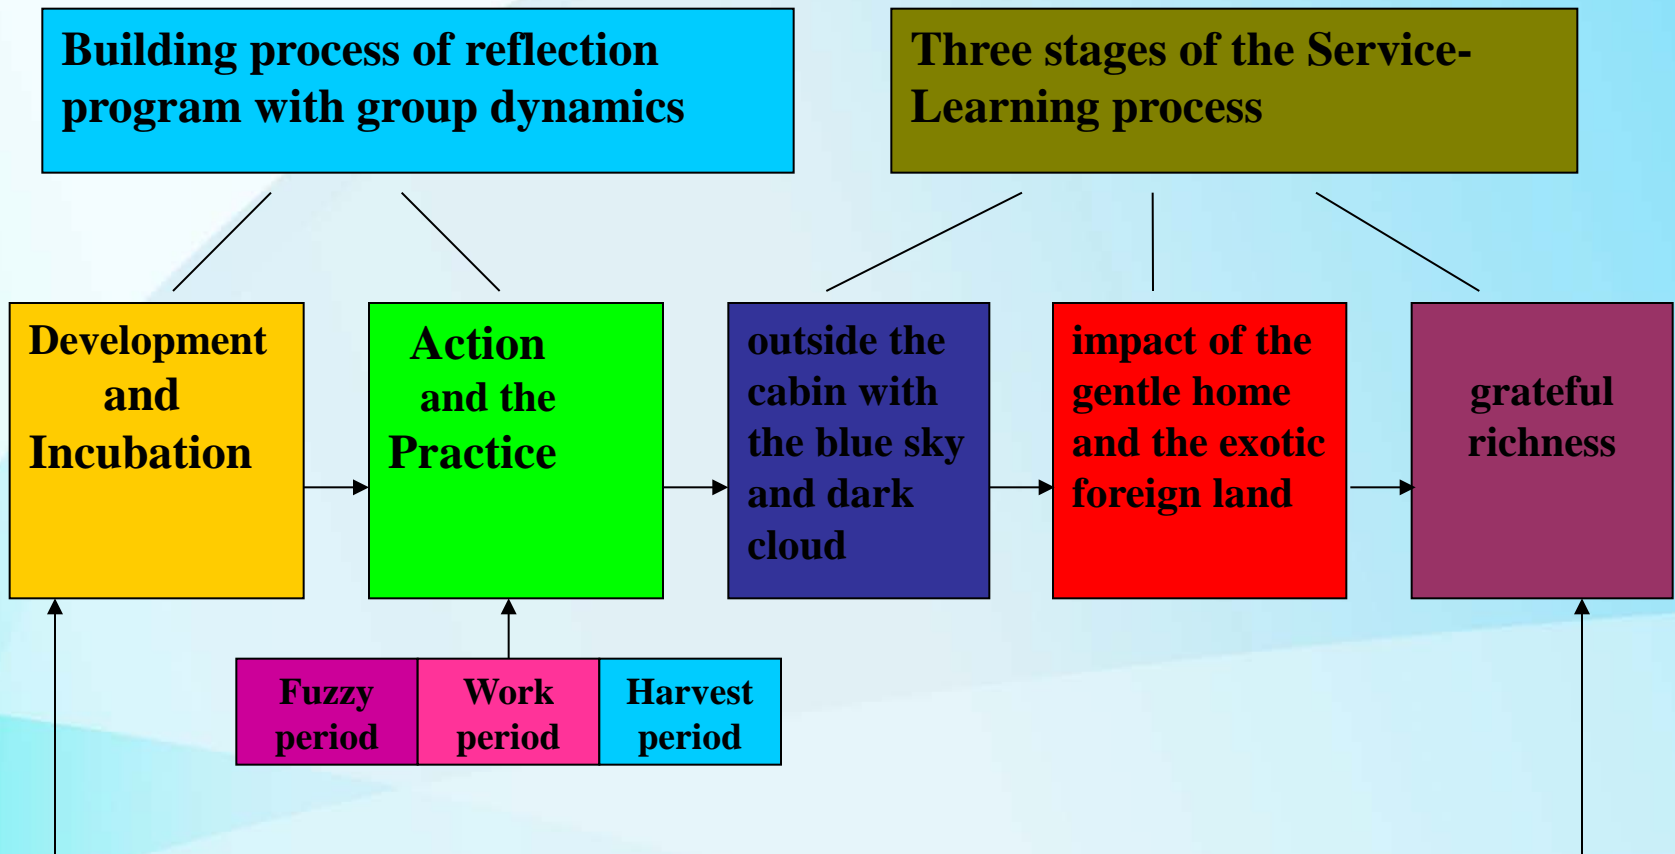 Building process of reflection
program with group dynamics
Three stages of the Service-
Learning process
Development
and
Incubation
Action
and the
Practice
outside the
cabin with
the blue sky
and dark
cloud
impact of the
gentle home
and the exotic
foreign land
grateful
richness
Fuzzy
period
Work
period
Harvest
period